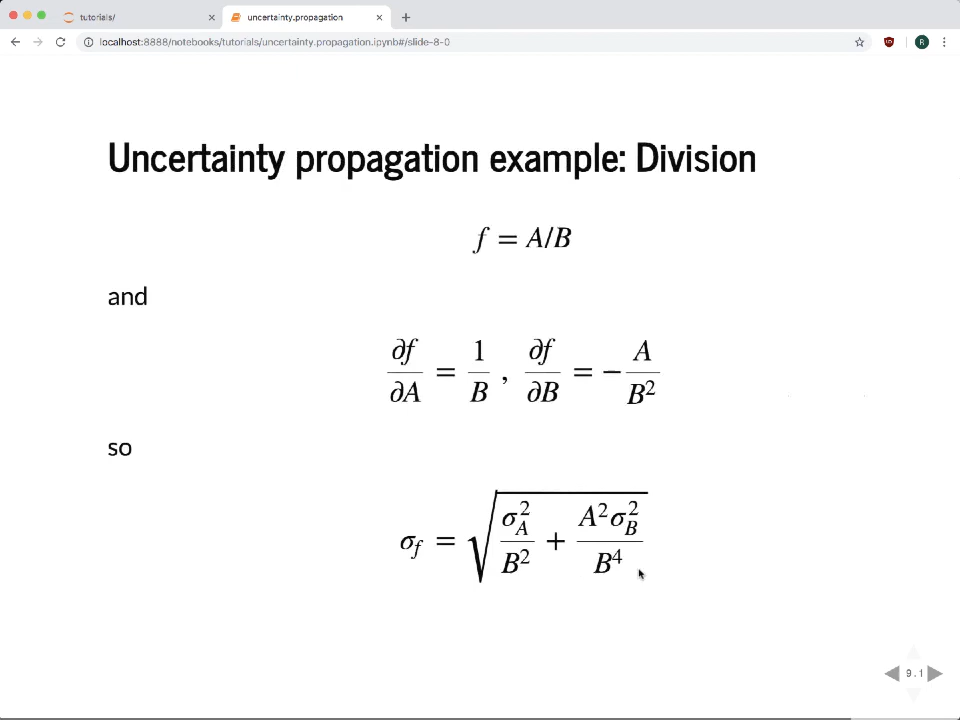 tutorials/ uncertainty.propagation
localhost:8888/notebooks/tutorials/uncertainty.propagation.ipynb#/slide-8-0 R
Uncertainty propagation example: Division
f = A/B
and
∂f/∂A = 1/B , ∂f/∂B = −A/B²
so
σ_f = √(σ_A²/B² + A²σ_B²/B⁴)
9.1